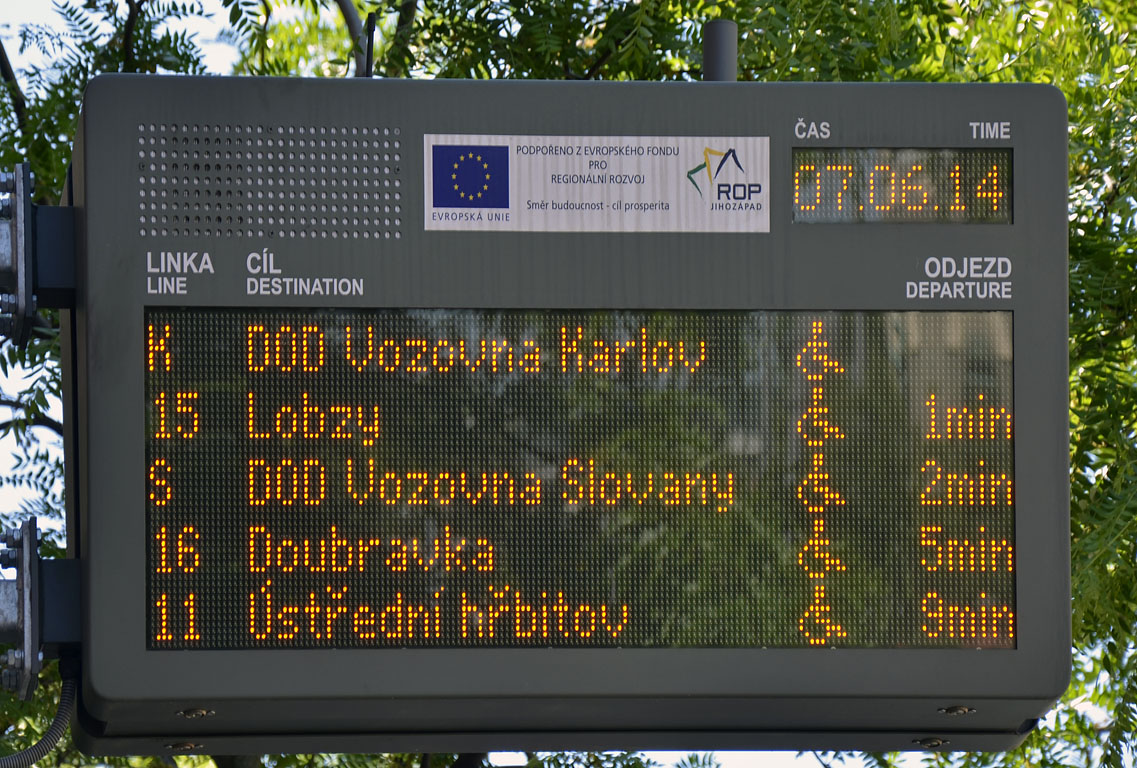 PODPOŘENO Z EVROPSKÉHO FONDU
PRO
REGIONÁLNÍ ROZVOJ
Směr budoucnost - cíl prosperita
EVROPSKÁ UNIE
ROP
JIHOZÁPAD
ČAS TIME
07.06.14
LINKA CÍL ODJEZD
LINE DESTINATION DEPARTURE
K DOD Vozovna Karlov
15 Lobzy 1min
S DOD Vozovna Slovany 2min
16 Doubravka 5min
11 Ústřední hřbitov 9min